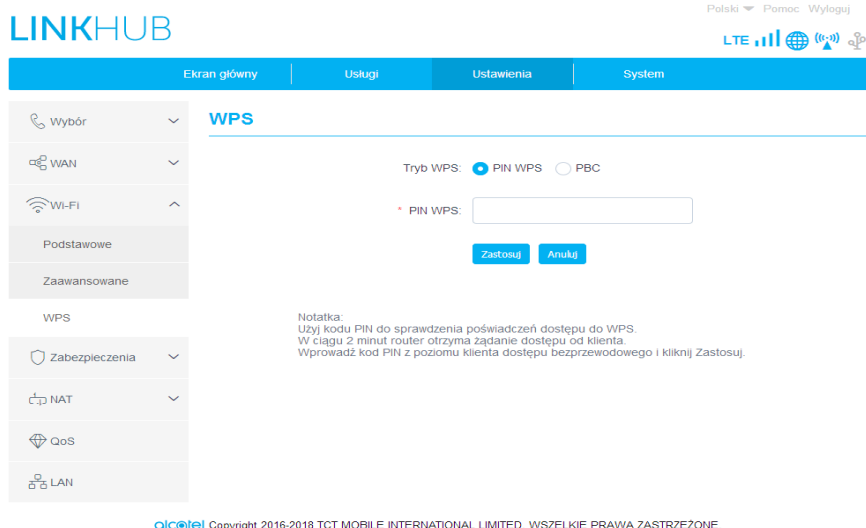 Polski Pomoc Wyloguj
LINKHUB
LTE
Ekran główny Usługi Ustawienia System
Wybór
WAN
Wi-Fi
Podstawowe
Zaawansowane
WPS
Zabezpieczenia
NAT
QoS
LAN
WPS
Tryb WPS: PIN WPS PBC
* PIN WPS:
Zastosuj Anuluj
Notatka:
Użyj kodu PIN do sprawdzenia poświadczeń dostępu do WPS.
W ciągu 2 minut router otrzyma żądanie dostępu od klienta.
Wprowadź kod PIN z poziomu klienta dostępu bezprzewodowego i kliknij Zastosuj.
alcatel Copyright 2016-2018 TCT MOBILE INTERNATIONAL LIMITED. WSZELKIE PRAWA ZASTRZEŻONE